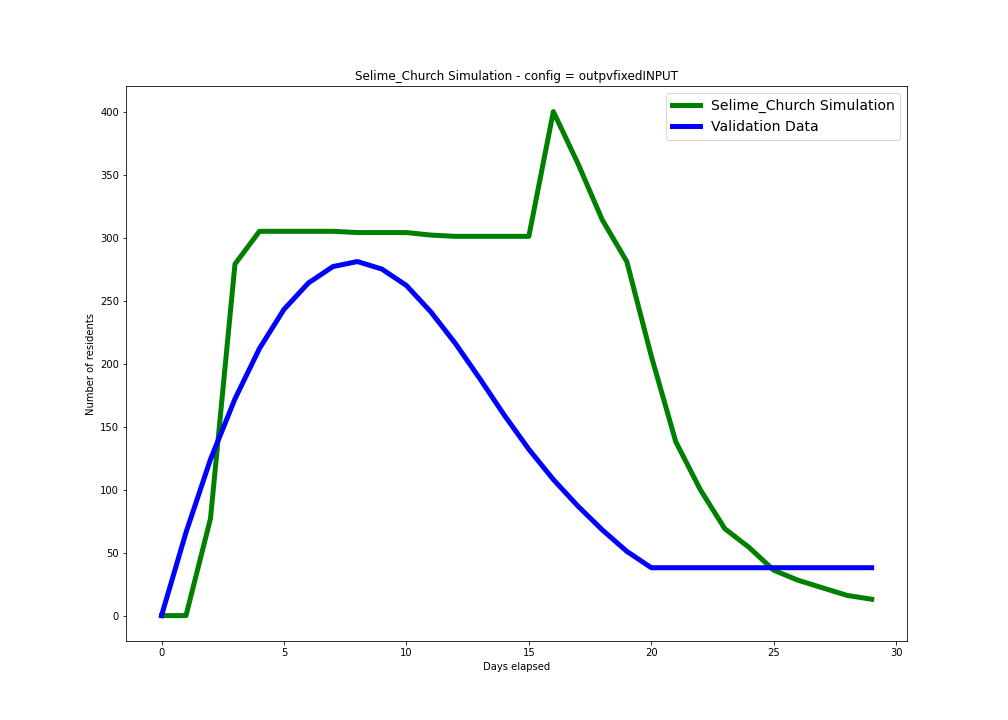 Selime_Church Simulation - config = outpvfixedINPUT
Selime_Church Simulation
Validation Data
Number of residents
400
350
300
250
200
150
100
50
0
0 5 10 15 20 25 30
Days elapsed